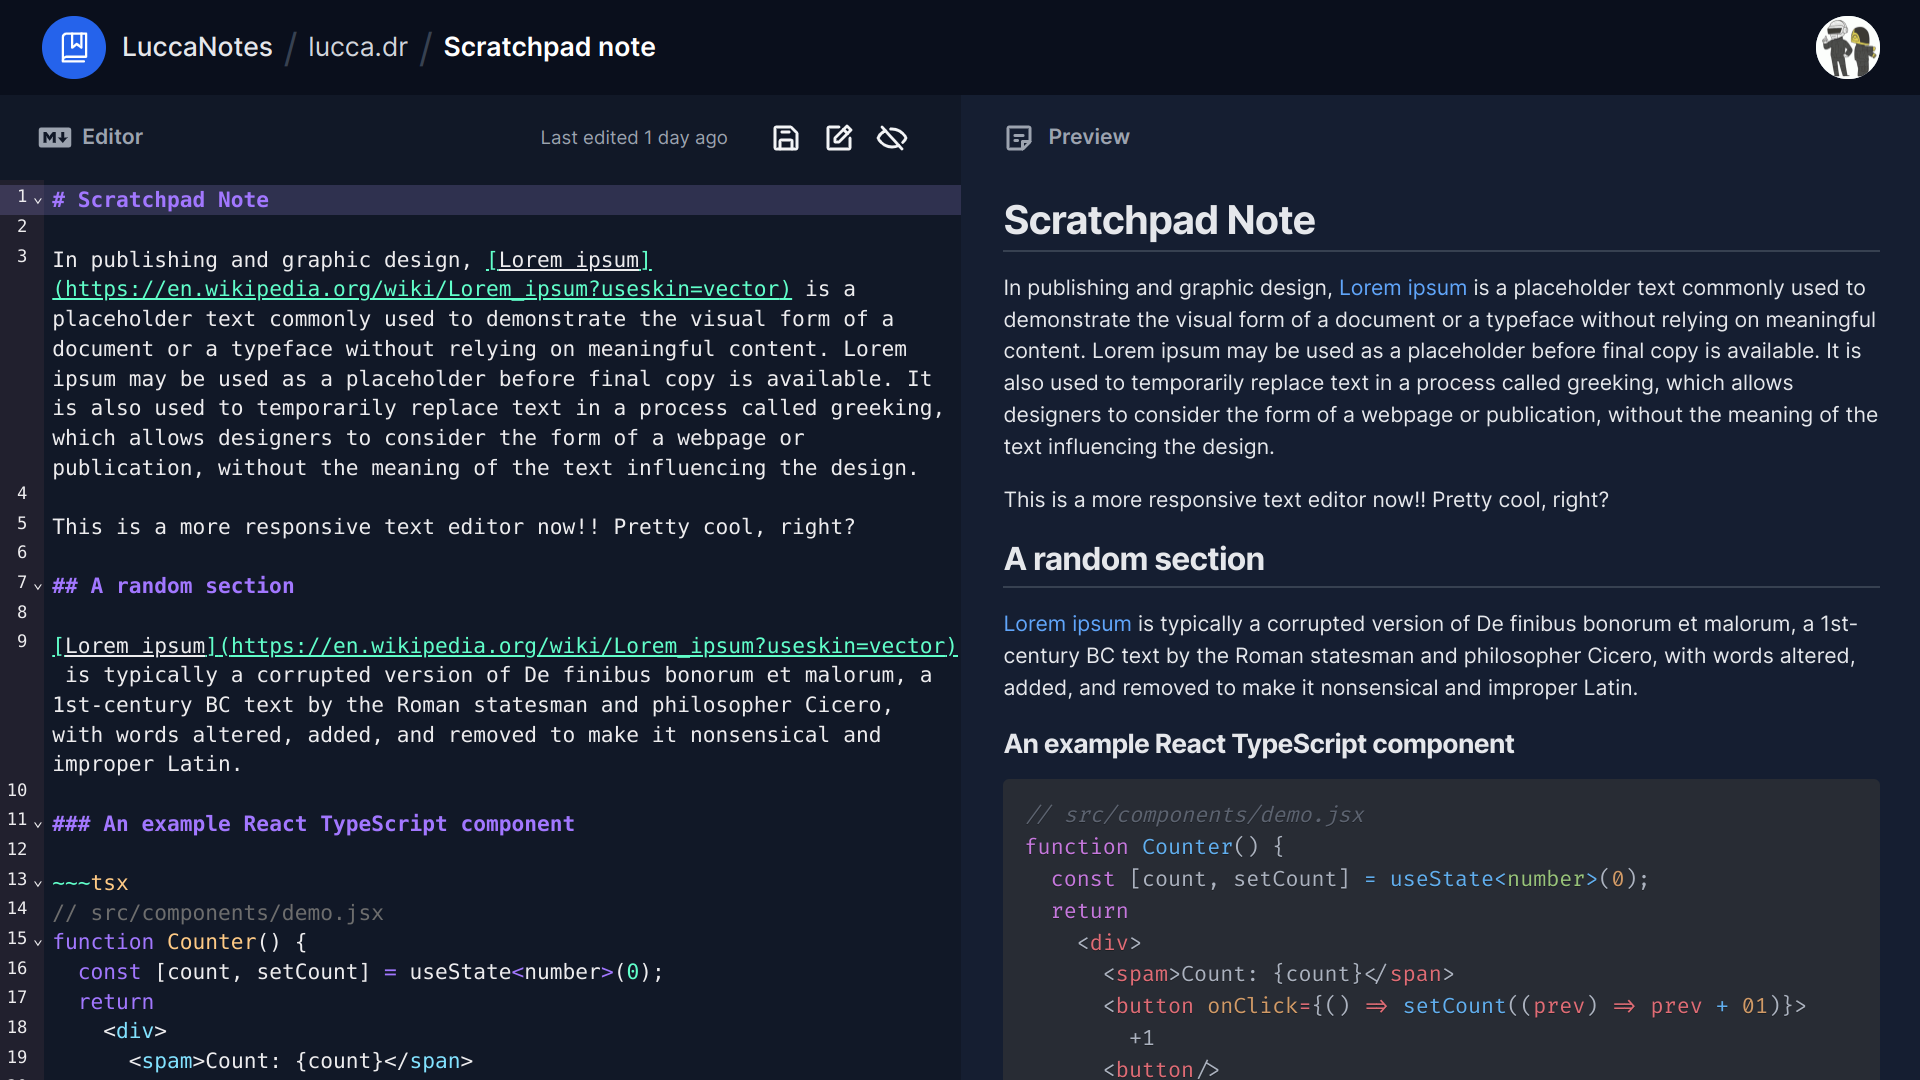 LuccaNotes / lucca.dr / Scratchpad note
M Editor
Last edited 1 day ago
1 # Scratchpad Note
2
3 In publishing and graphic design, [Lorem ipsum]
(https://en.wikipedia.org/wiki/Lorem_ipsum?useskin=vector) is a
placeholder text commonly used to demonstrate the visual form of a
document or a typeface without relying on meaningful content. Lorem
ipsum may be used as a placeholder before final copy is available. It
is also used to temporarily replace text in a process called greeking,
which allows designers to consider the form of a webpage or
publication, without the meaning of the text influencing the design.
4
5 This is a more responsive text editor now!! Pretty cool, right?
6
7 ## A random section
8
9 [Lorem ipsum](https://en.wikipedia.org/wiki/Lorem_ipsum?useskin=vector)
is typically a corrupted version of De finibus bonorum et malorum, a
1st-century BC text by the Roman statesman and philosopher Cicero,
with words altered, added, and removed to make it nonsensical and
improper Latin.
10
11 ### An example React TypeScript component
12
13 ~~~tsx
14 // src/components/demo.jsx
15 function Counter() {
16 const [count, setCount] = useState<number>(0);
17 return
18 <div>
19 <spam>Count: {count}</span>
Preview
Scratchpad Note
In publishing and graphic design, Lorem ipsum is a placeholder text commonly used to
demonstrate the visual form of a document or a typeface without relying on meaningful
content. Lorem ipsum may be used as a placeholder before final copy is available. It is
also used to temporarily replace text in a process called greeking, which allows
designers to consider the form of a webpage or publication, without the meaning of the
text influencing the design.
This is a more responsive text editor now!! Pretty cool, right?
A random section
Lorem ipsum is typically a corrupted version of De finibus bonorum et malorum, a 1st-
century BC text by the Roman statesman and philosopher Cicero, with words altered,
added, and removed to make it nonsensical and improper Latin.
An example React TypeScript component
// src/components/demo.jsx
function Counter() {
const [count, setCount] = useState<number>(0);
return
<div>
<spam>Count: {count}</span>
<button onClick={() => setCount((prev) => prev + 01)}>
+1
<button/>